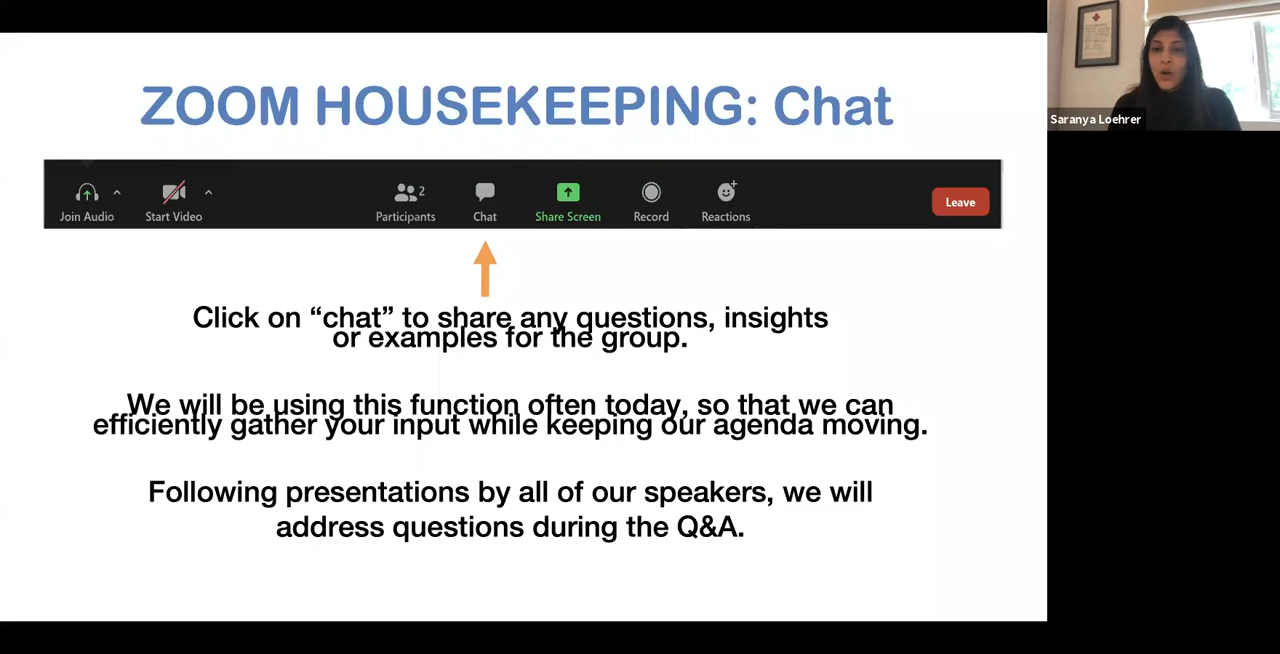 ZOOM HOUSEKEEPING: Chat
Saranya Loehrer
Join Audio
Start Video
Participants
2
Chat
Share Screen
Record
Reactions
Leave
Click on “chat” to share any questions, insights
or examples for the group.
We will be using this function often today, so that we can
efficiently gather your input while keeping our agenda moving.
Following presentations by all of our speakers, we will
address questions during the Q&A.